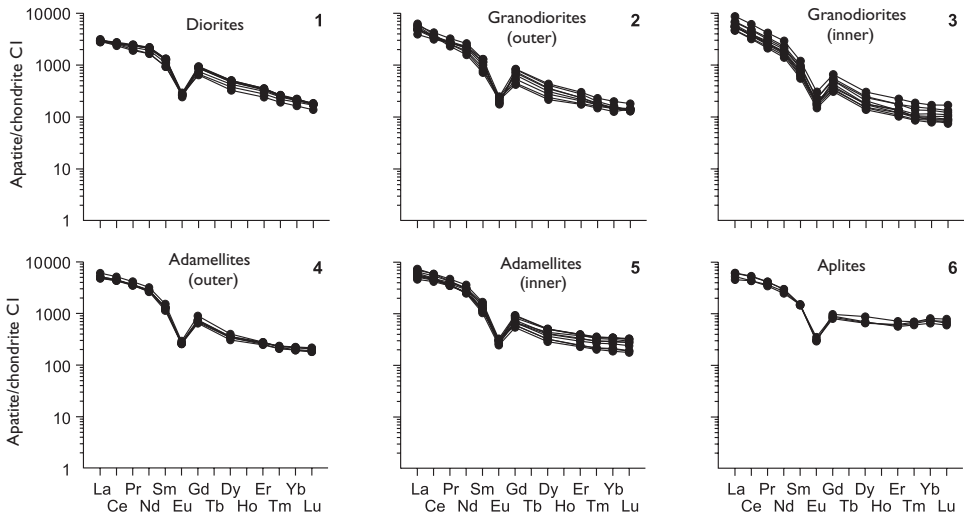 Apatite/chondrite C1
10000
1000
100
10
1
Diorites
1
Granodiorites
(outer)
2
Granodiorites
(inner)
3
Apatite/chondrite C1
10000
1000
100
10
1
Adamellites
(outer)
4
Adamellites
(inner)
5
Aplites
6
La Pr Sm Gd Dy Er Yb
Ce Nd Eu Tb Ho Tm Lu
La Pr Sm Gd Dy Er Yb
Ce Nd Eu Tb Ho Tm Lu
La Pr Sm Gd Dy Er Yb
Ce Nd Eu Tb Ho Tm Lu